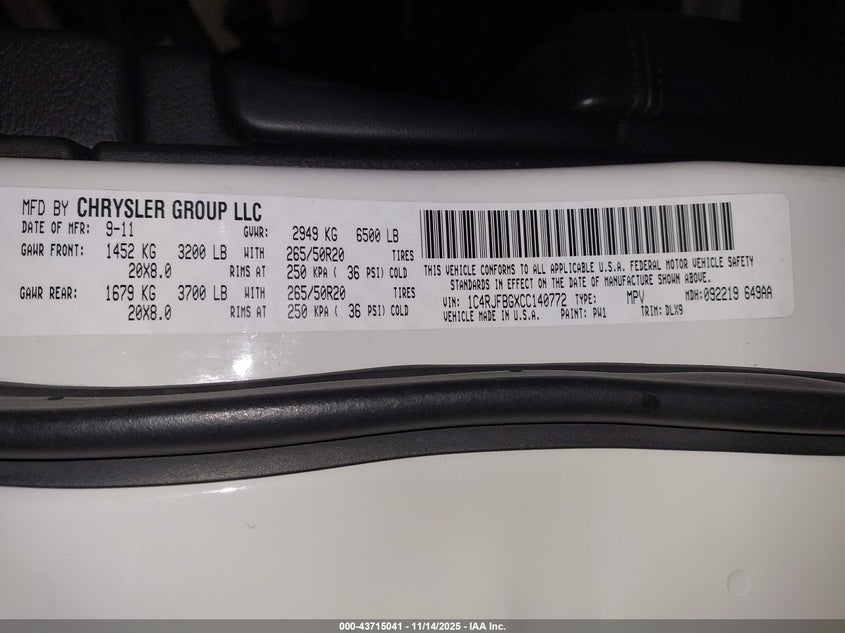 MFD BY CHRYSLER GROUP LLC
DATE OF MFR: 9-11 GVWR: 2949 KG 6500 LB
GAWR FRONT: 1452 KG 3200 LB WITH 265/50R20 TIRES
20X8.0 RIMS AT 250 KPA ( 36 PSI) COLD
GAWR REAR: 1679 KG 3700 LB WITH 265/50R20 TIRES
20X8.0 RIMS AT 250 KPA ( 36 PSI) COLD
THIS VEHICLE CONFORMS TO ALL APPLICABLE U.S.A. FEDERAL MOTOR VEHICLE SAFETY
STANDARDS IN EFFECT ON THE DATE OF MANUFACTURE SHOWN ABOVE.
VIN: 1C4RJFBGXCC140772 TYPE: MPV MDH:092219 649AA
VEHICLE MADE IN U.S.A. PAINT: PW1 TRIM: DLX9
000-43715041 - 11/14/2025 - IAA Inc.